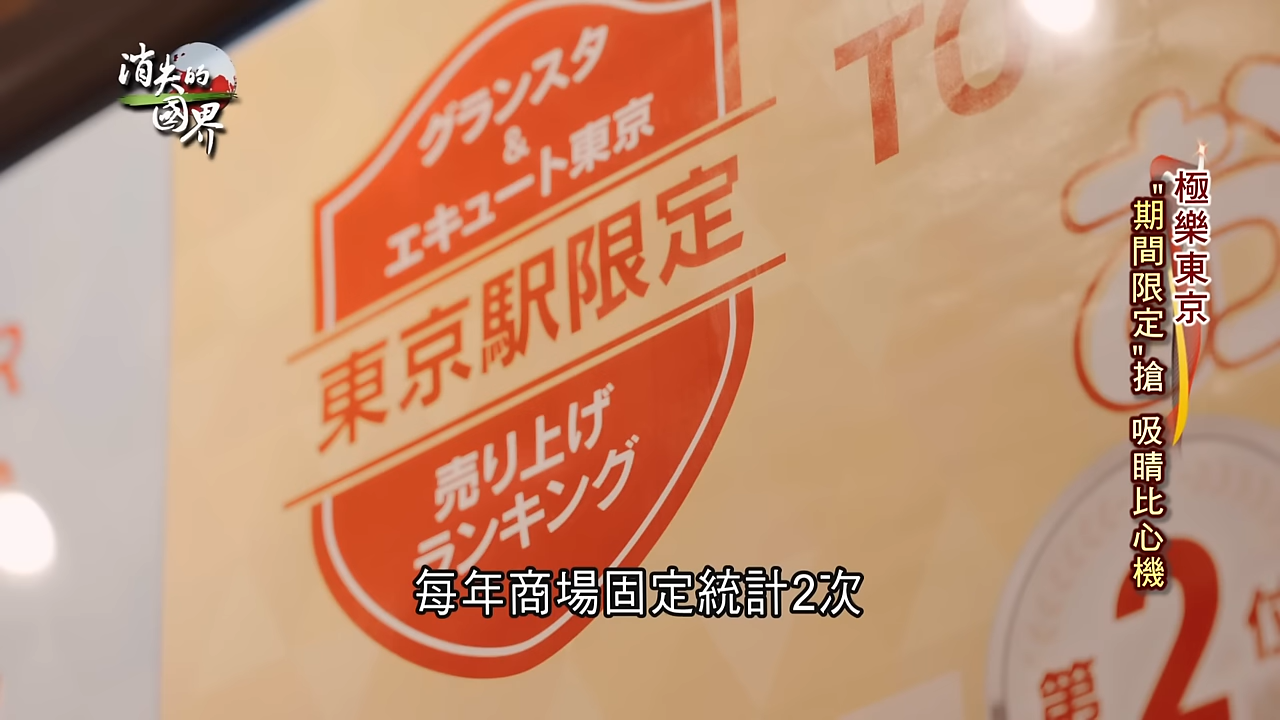 消失的
國界
グランスタ
&
エキュート東京
東京駅限定
売り上げ
ランキング
TO
お
第2位
極樂東京
"期間限定"搶 吸睛比心機
每年商場固定統計2次